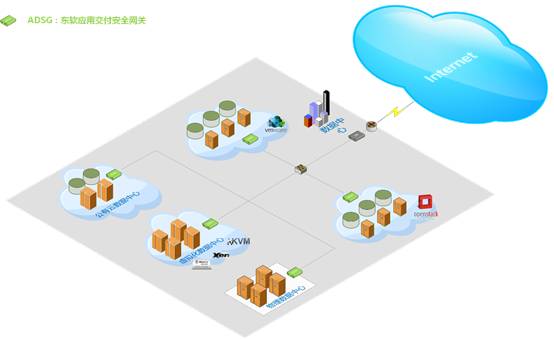 ADSG：东软应用交付安全网关
Internet
数据中
心
vmware
openstack
公有云数据中心
虚拟化数据中心
KVM
Xen
物理数据中心